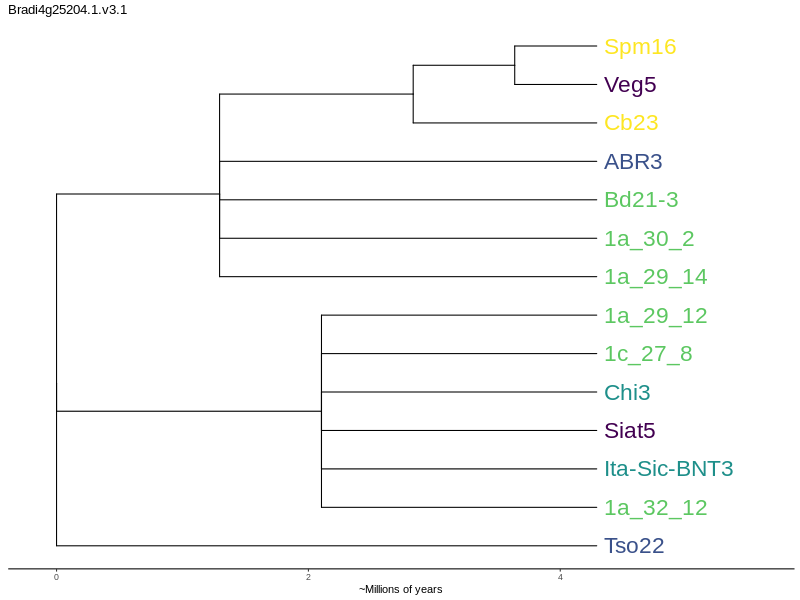 Bradi4g25204.1.v3.1
Spm16
Veg5
Cb23
ABR3
Bd21-3
1a_30_2
1a_29_14
1a_29_12
1c_27_8
Chi3
Siat5
Ita-Sic-BNT3
1a_32_12
Tso22
0 2 4
~Millions of years